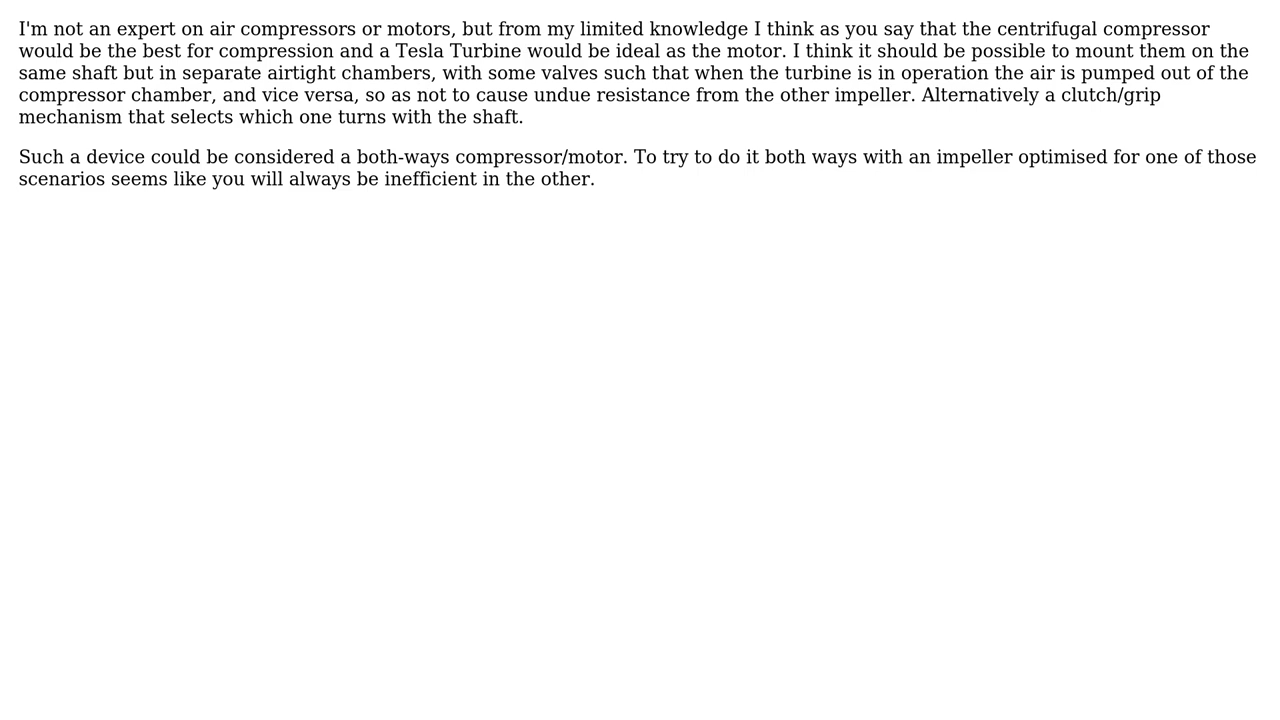 I'm not an expert on air compressors or motors, but from my limited knowledge I think as you say that the centrifugal compressor
would be the best for compression and a Tesla Turbine would be ideal as the motor. I think it should be possible to mount them on the
same shaft but in separate airtight chambers, with some valves such that when the turbine is in operation the air is pumped out of the
compressor chamber, and vice versa, so as not to cause undue resistance from the other impeller. Alternatively a clutch/grip
mechanism that selects which one turns with the shaft.
Such a device could be considered a both-ways compressor/motor. To try to do it both ways with an impeller optimised for one of those
scenarios seems like you will always be inefficient in the other.